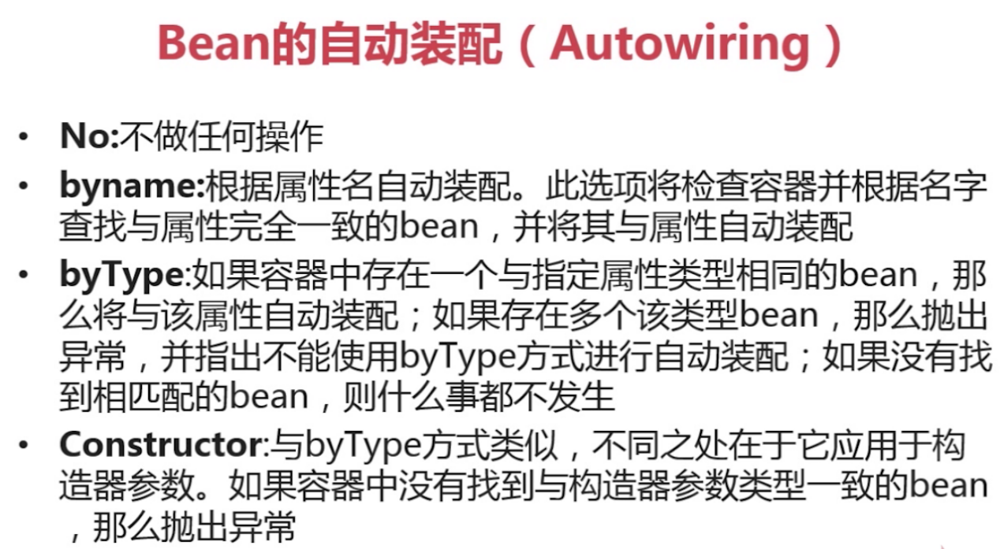 Bean的自动装配（Autowiring）
• No:不做任何操作
• byname:根据属性名自动装配。此选项将检查容器并根据名字
查找与属性完全一致的bean，并将其与属性自动装配
• byType:如果容器中存在一个与指定属性类型相同的bean，那
么将与该属性自动装配；如果存在多个该类型bean，那么抛出
异常，并指出不能使用byType方式进行自动装配；如果没有找
到相匹配的bean，则什么事都不发生
• Constructor:与byType方式类似，不同之处在于它应用于构
造器参数。如果容器中没有找到与构造器参数类型一致的bean
，那么抛出异常